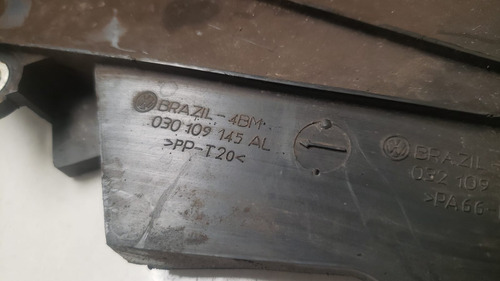 BRAZIL-4BM
030 109 145 AL
>PP-T20<
BRAZIL
032 109
>PA66-